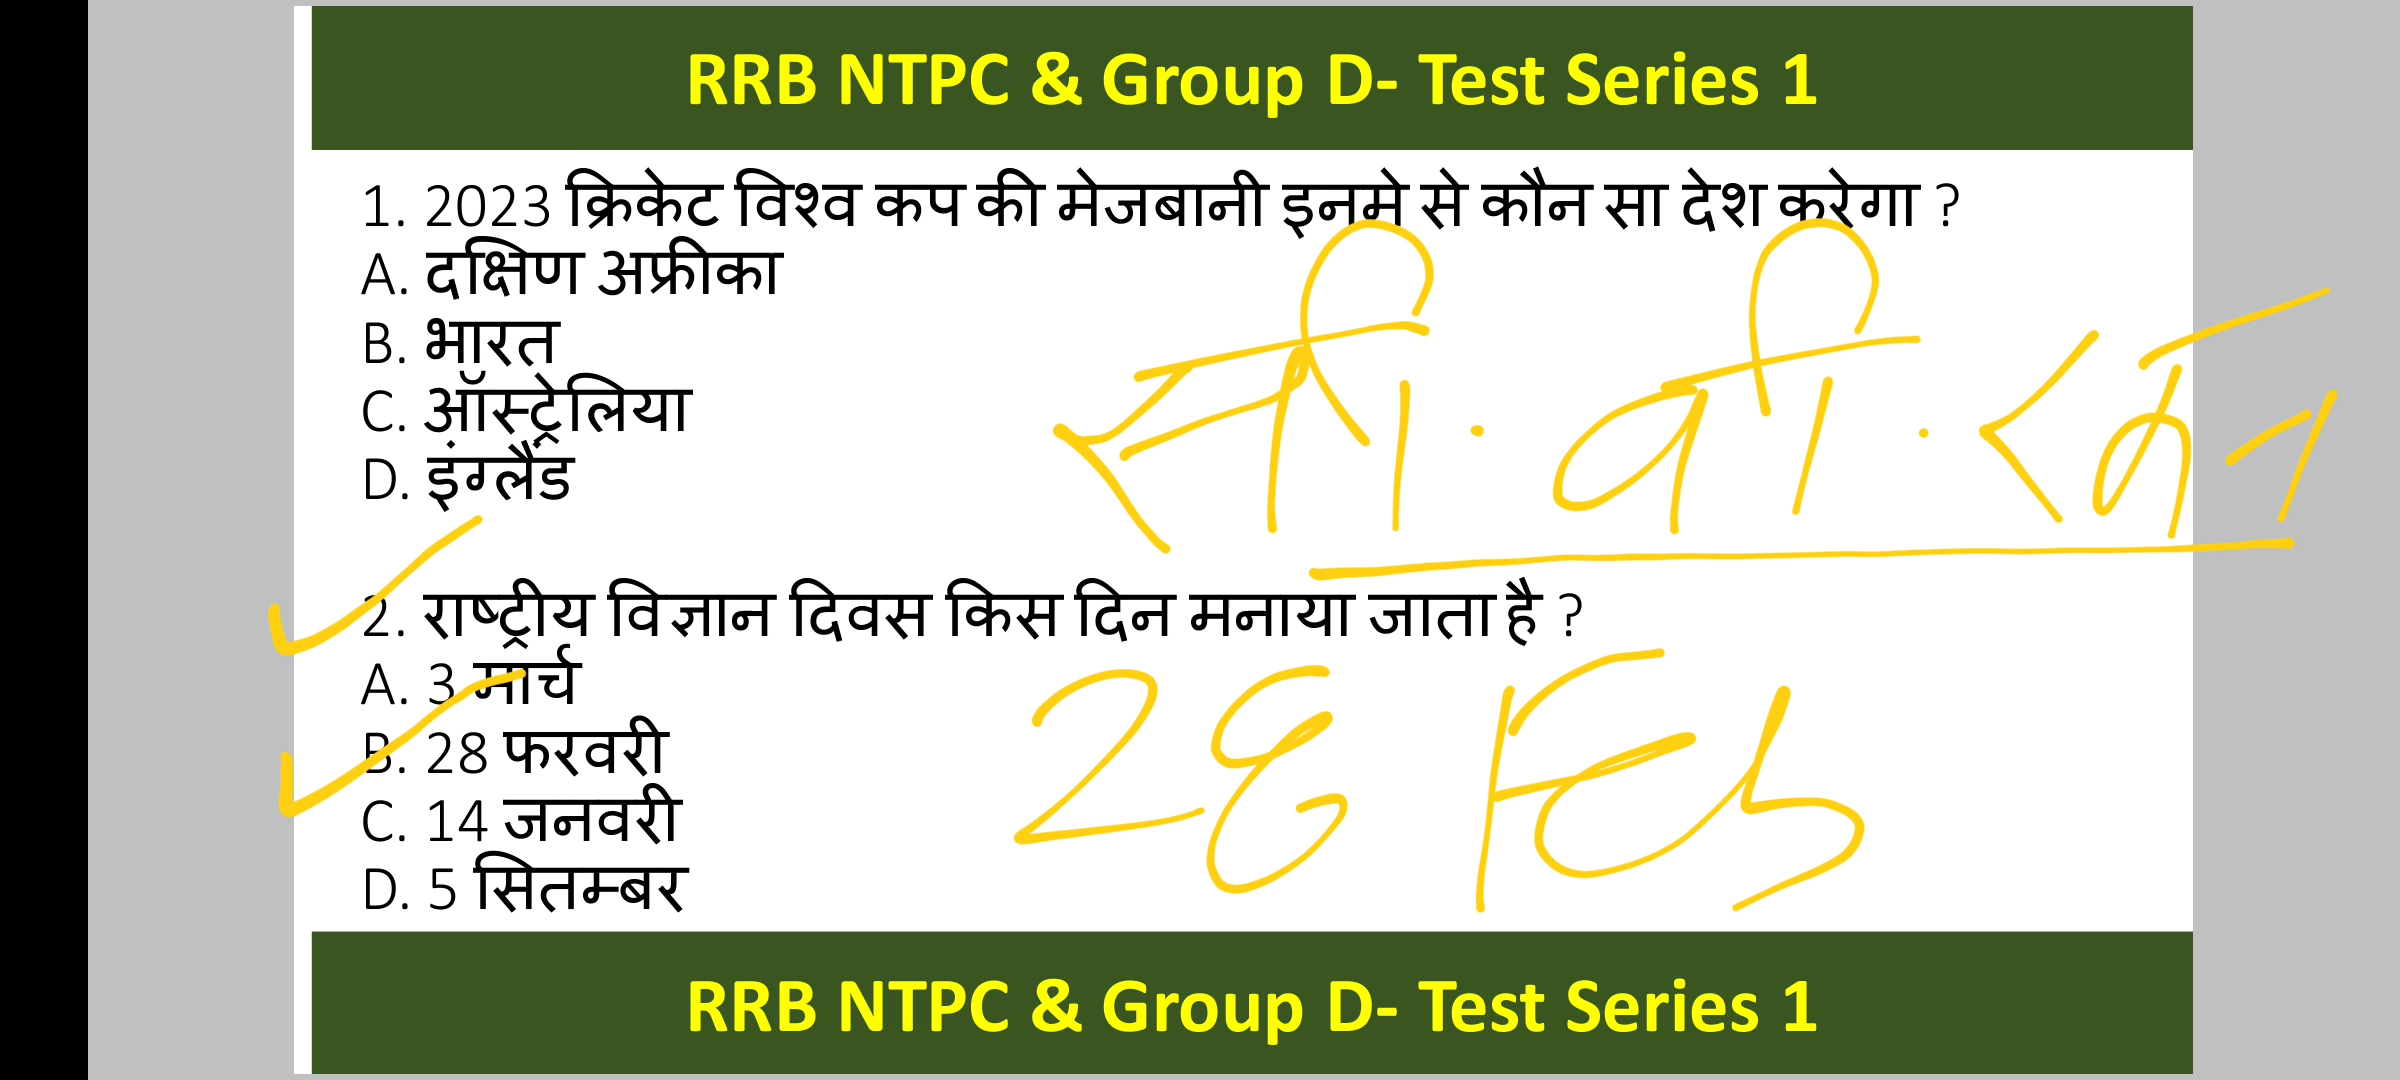 RRB NTPC & Group D- Test Series 1
1. 2023 क्रिकेट विश्व कप की मेजबानी इनमे से कौन सा देश करेगा ?
A. दक्षिण अफ्रीका
B. भारत
C. ऑस्ट्रेलिया
D. इंग्लैंड
सी. वी. रमन
2. राष्ट्रीय विज्ञान दिवस किस दिन मनाया जाता है ?
A. 3 मार्च
B. 28 फरवरी
C. 14 जनवरी
D. 5 सितम्बर
28 Feb
RRB NTPC & Group D- Test Series 1